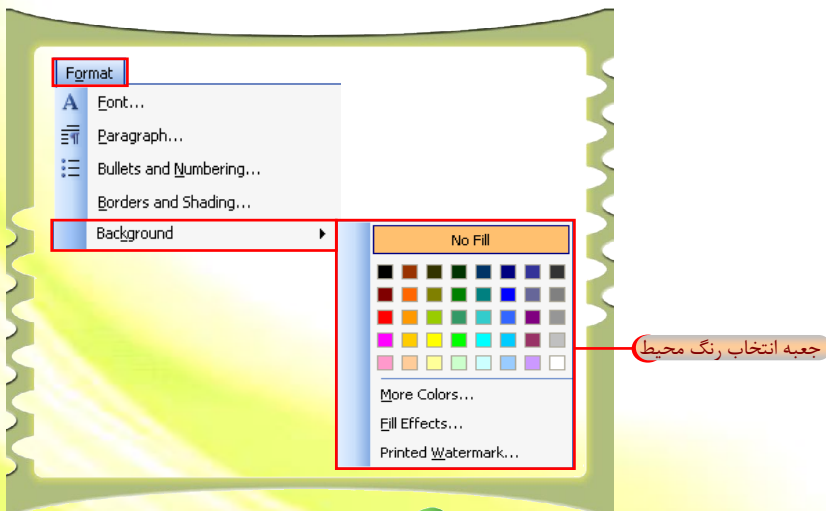 Format
Font...
Paragraph...
Bullets and Numbering...
Borders and Shading...
Background
No Fill
More Colors...
Fill Effects...
Printed Watermark...
جعبه انتخاب رنگ محیط